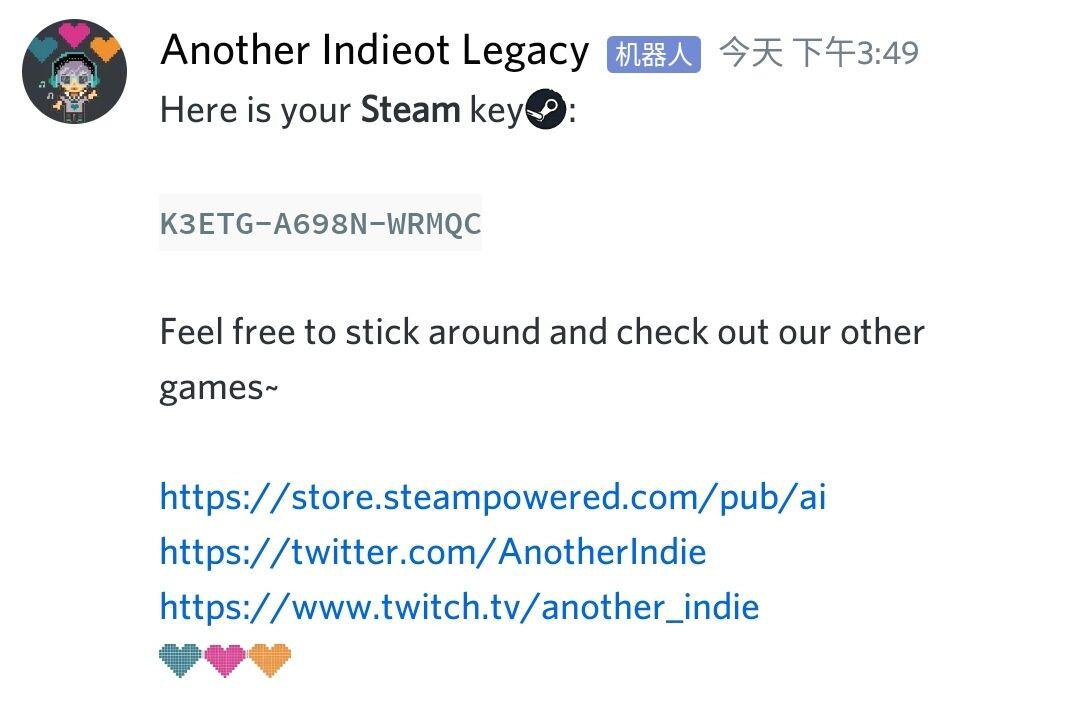 Another Indieot Legacy 机器人 今天 下午3:49
Here is your Steam key:
K3ETG-A698N-WRMQC
Feel free to stick around and check out our other
games~
https://store.steampowered.com/pub/ai
https://twitter.com/AnotherIndie
https://www.twitch.tv/another_indie